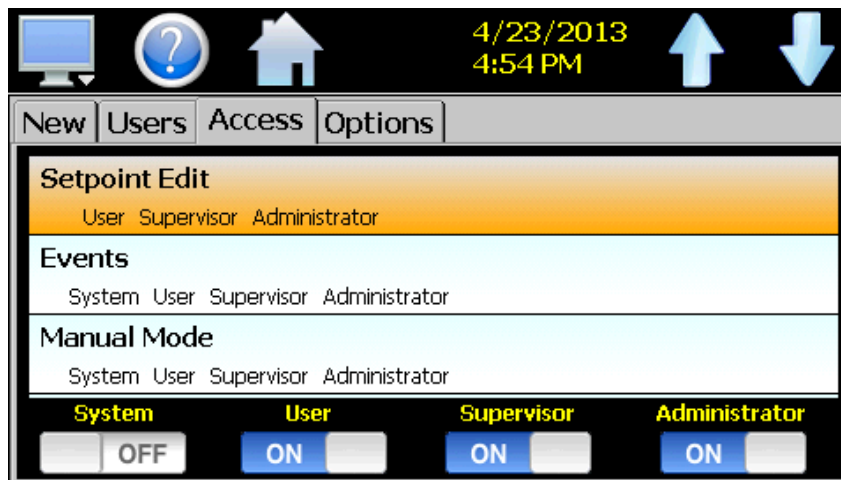 ?
4/23/2013
4:54 PM
New Users Access Options
Setpoint Edit
User Supervisor Administrator
Events
System User Supervisor Administrator
Manual Mode
System User Supervisor Administrator
System User Supervisor Administrator
OFF ON ON ON